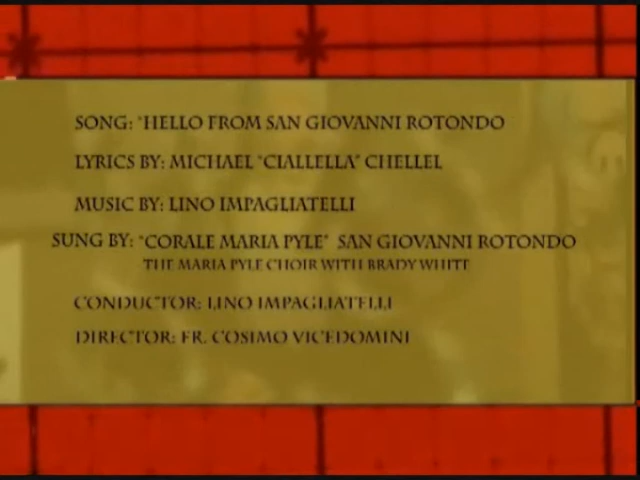 SONG: "HELLO FROM SAN GIOVANNI ROTONDO
LYRICS BY: MICHAEL "CIALLELLA" CHELLEL
MUSIC BY: LINO IMPAGLIATELLI
SUNG BY: "CORALE MARIA PYLE" SAN GIOVANNI ROTONDO
THE MARIA PYLE CHOIR WITH BRADY WHITE
CONDUCTOR: LINO IMPAGLIATELLI
DIRECTOR: FR. COSIMO VICEDOMINI